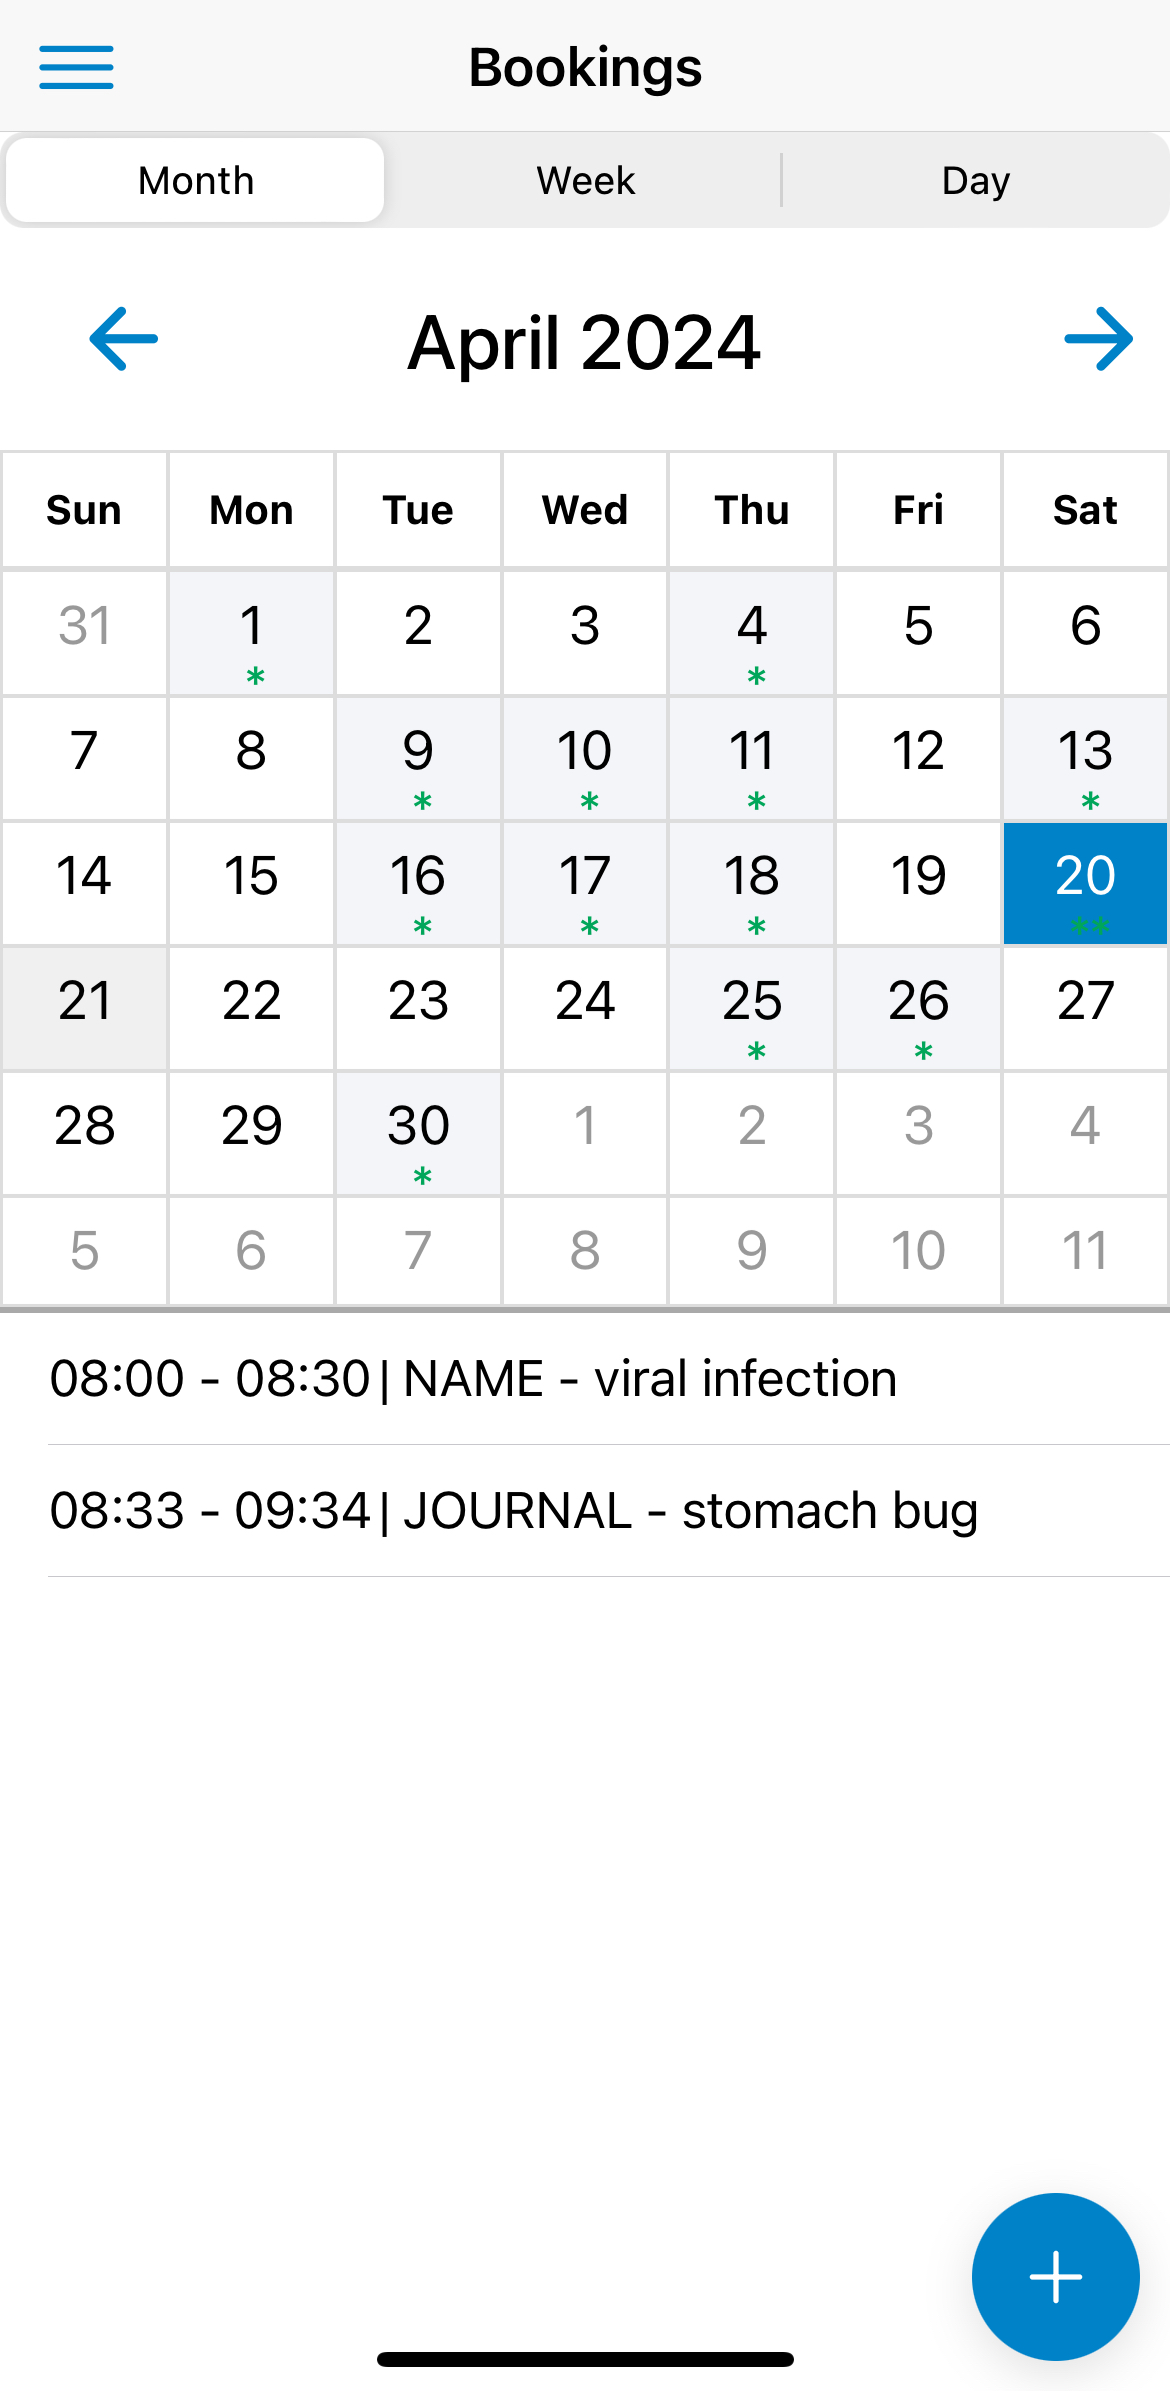 Bookings
Month Week Day
April 2024
Sun Mon Tue Wed Thu Fri Sat
31 1 2 3 4 5 6
* *
7 8 9 10 11 12 13
* * * *
14 15 16 17 18 19 20
* * * **
21 22 23 24 25 26 27
* *
28 29 30 1 2 3 4
*
5 6 7 8 9 10 11
08:00 - 08:30| NAME - viral infection
08:33 - 09:34| JOURNAL - stomach bug